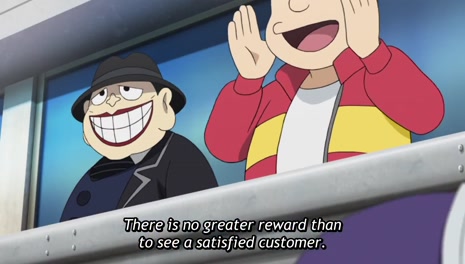 There is no greater reward than
to see a satisfied customer.